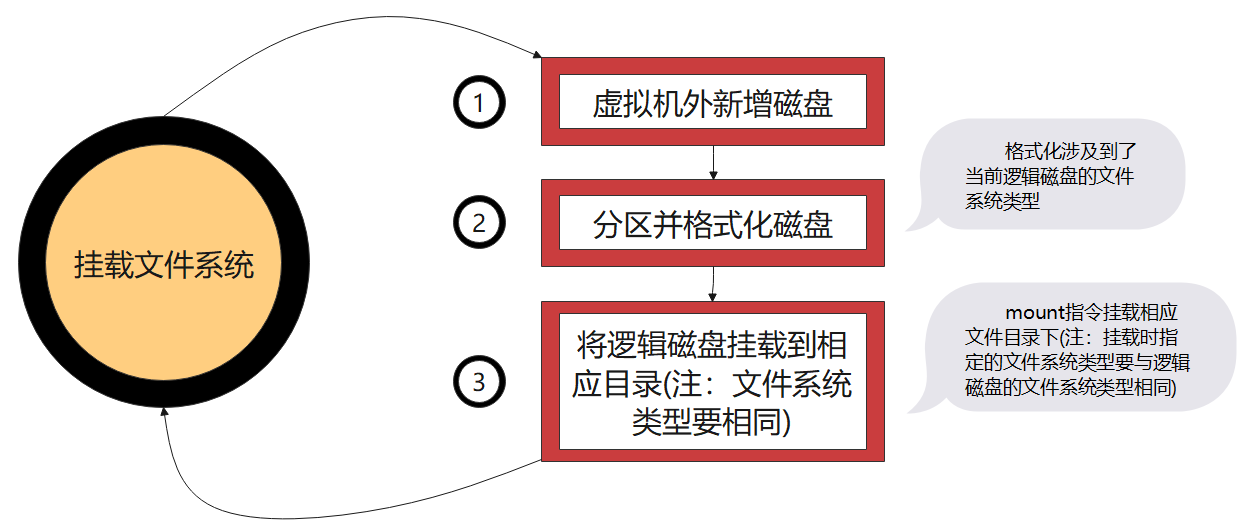 挂载文件系统
1
虚拟机外新增磁盘
2
分区并格式化磁盘
格式化涉及到了
当前逻辑磁盘的文件
系统类型
3
将逻辑磁盘挂载到相
应目录(注：文件系统
类型要相同)
mount指令挂载相应
文件目录下(注：挂载时指
定的文件系统类型要与逻辑
磁盘的文件系统类型相同)